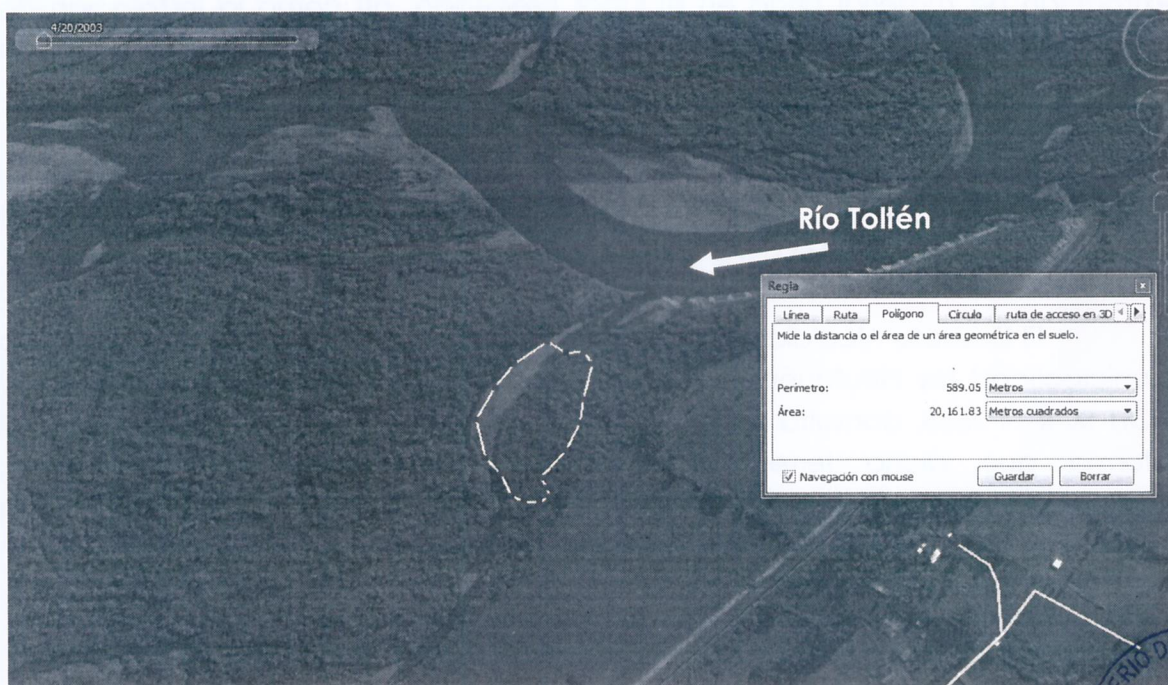 4/20/2003
Río Toltén
Regla
Línea Ruta Polígono Círculo ruta de acceso en 3D
Mide la distancia o el área de un área geométrica en el suelo.
Perímetro: 589.05 Metros
Área: 20,161.83 Metros cuadrados
Navegación con mouse Guardar Borrar
ERIO D